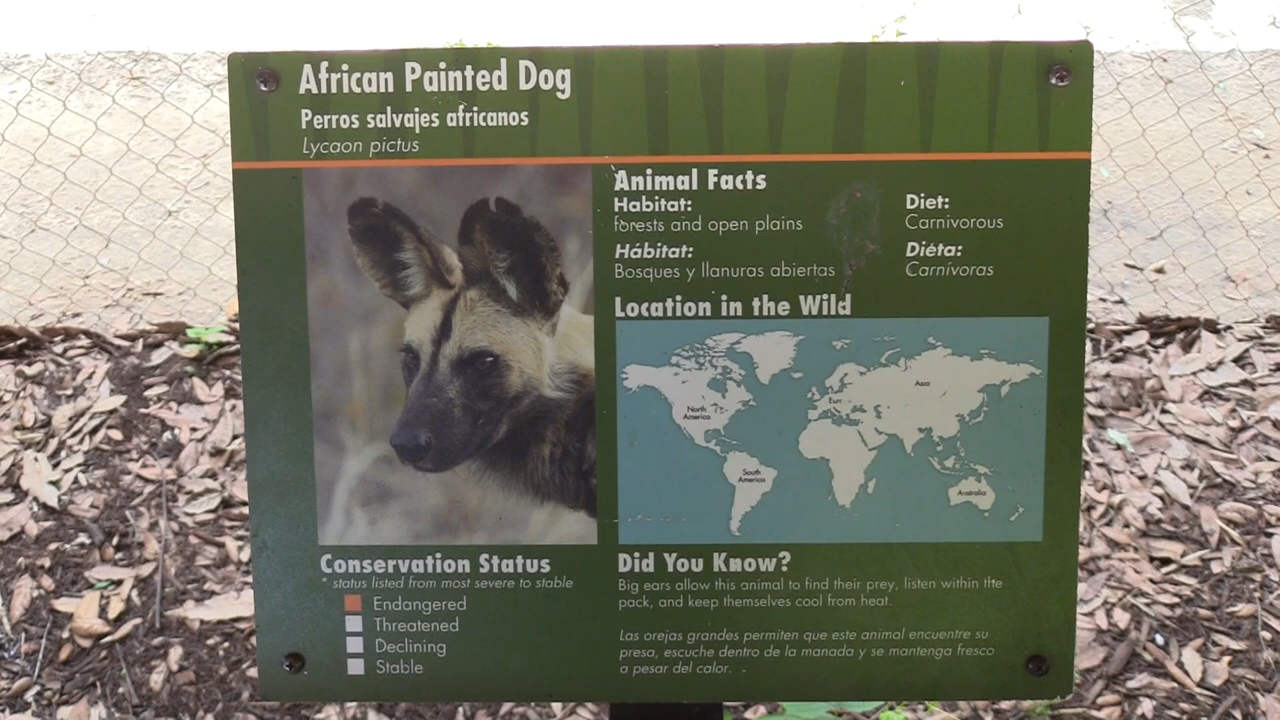 African Painted Dog
Perros salvajes africanos
Lycaon pictus
Animal Facts
Habitat:
forests and open plains
Hábitat:
Bosques y llanuras abiertas
Diet:
Carnivorous
Diéta:
Carnívoras
Location in the Wild
North
America
South
America
Eur
Asia
Australia
Conservation Status
* status listed from most severe to stable
Endangered
Threatened
Declining
Stable
Did You Know?
Big ears allow this animal to find their prey, listen within the
pack, and keep themselves cool from heat.
Las orejas grandes permiten que este animal encuentre su
presa, escuche dentro de la manada y se mantenga fresco
a pesar del calor.